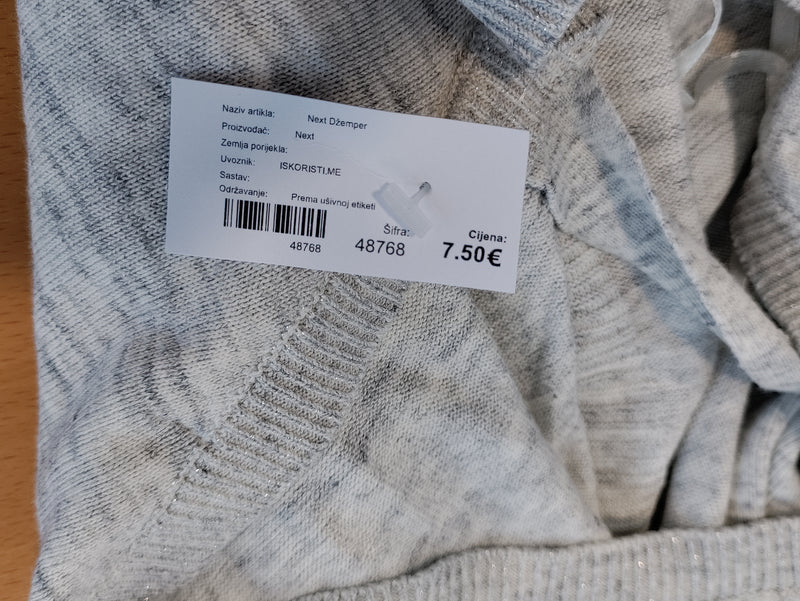 Naziv artikla: Next Džemper
Proizvođač: Next
Zemlja porijekla:
Uvoznik: ISKORISTI.ME
Sastav:
Održavanje: Prema ušivnoj etiketi
48768
Šifra:
48768
Cijena:
7.50€